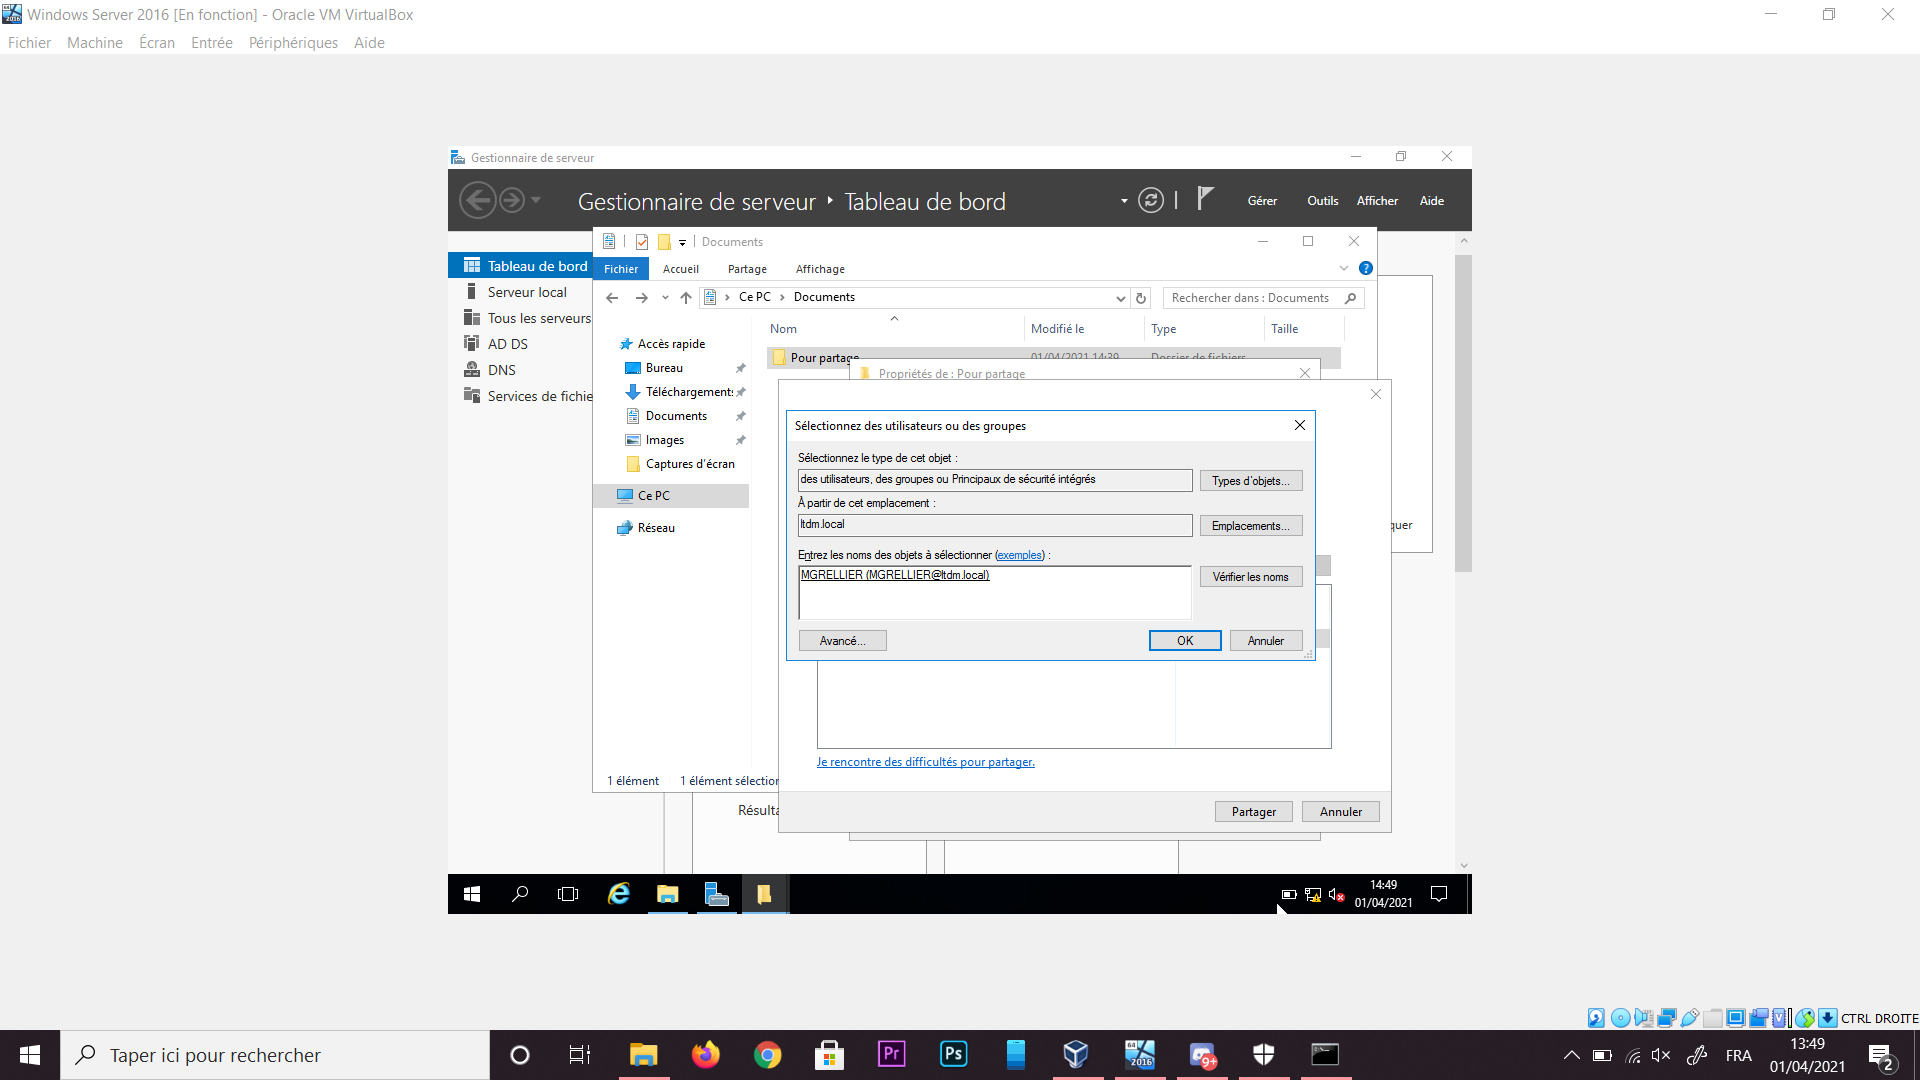 Windows Server 2016 [En fonction] - Oracle VM VirtualBox
Fichier Machine Écran Entrée Périphériques Aide
Gestionnaire de serveur
Gestionnaire de serveur Tableau de bord
Gérer Outils Afficher Aide
Documents
Tableau de bord
Serveur local
Tous les serveurs
AD DS
DNS
Services de fichie
Fichier Accueil Partage Affichage
Ce PC Documents
Rechercher dans : Documents
Nom Modifié le Type Taille
Accès rapide
Bureau
Téléchargements
Documents
Images
Captures d'écran
Ce PC
Réseau
Pour partage 01/04/2021 14:39 Dossier de fichiers
Propriétés de : Pour partage
Sélectionnez des utilisateurs ou des groupes
Sélectionnez le type de cet objet :
des utilisateurs, des groupes ou Principaux de sécurité intégrés
Types d'objets...
À partir de cet emplacement :
ltdm.local
Emplacements...
quer
Entrez les noms des objets à sélectionner (exemples) :
MGRELLIER (MGRELLIER@ltdm.local)
Vérifier les noms
Avancé... OK Annuler
Je rencontre des difficultés pour partager.
1 élément 1 élément sélection
Résulta
Partager Annuler
14:49
01/04/2021
CTRL DROITE
Taper ici pour rechercher
Pr
Ps
64
2016
9+
FRA
13:49
01/04/2021
2